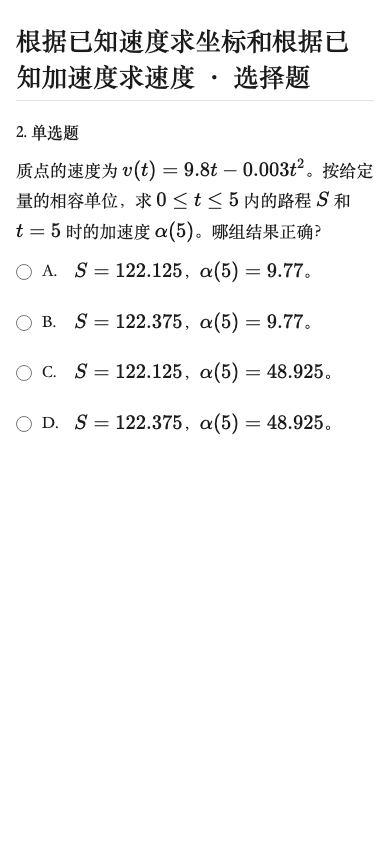 根据已知速度求坐标和根据已
知加速度求速度 · 选择题
2. 单选题
质点的速度为 v(t) = 9.8t − 0.003t²。按给定
量的相容单位，求 0 ≤ t ≤ 5 内的路程 S 和
t = 5 时的加速度 α(5)。哪组结果正确?
A. S = 122.125, α(5) = 9.77。
B. S = 122.375, α(5) = 9.77。
C. S = 122.125, α(5) = 48.925。
D. S = 122.375, α(5) = 48.925。